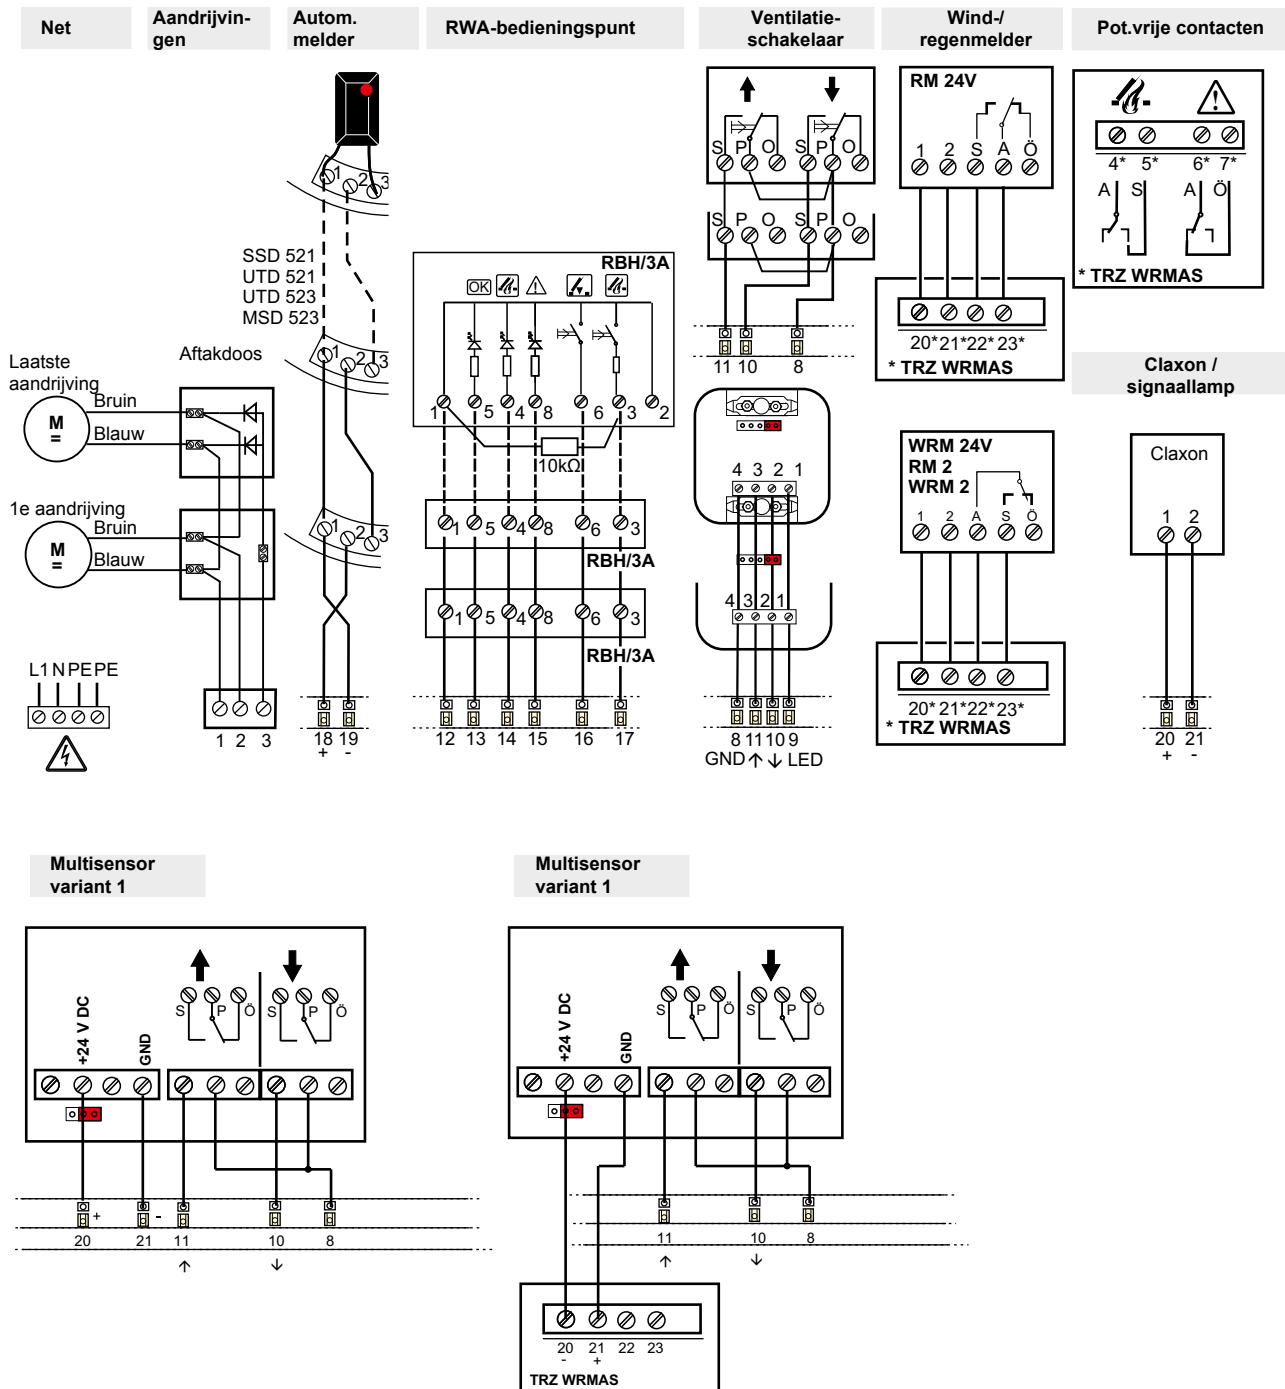 Net
Aandrijvin-
gen
Autom.
melder
RWA-bedieningspunt
Ventilatie-
schakelaar
Wind-/
regenmelder
Pot.vrije contacten
1 2 3
SSD 521
UTD 521
UTD 523
MSD 523
1 2 3
1 2 3
18 19
+ -
Laatste
aandrijving
Bruin
Blauw
M
=
Aftakdoos
1e aandrijving
Bruin
Blauw
M
=
L1 N PE PE
1 2 3
RBH/3A
OK
1 5 4 8 6 3 2
10kΩ
1 5 4 8 6 3
RBH/3A
1 5 4 8 6 3
RBH/3A
12 13 14 15 16 17
S P O S P O
S P O S P O
11 10 8
4 3 2 1
4 3 2 1
8 11 10 9
GND ↑ ↓ LED
RM 24V
1 2 S A Ö
20* 21* 22* 23*
* TRZ WRMAS
WRM 24V
RM 2
WRM 2
1 2 A S Ö
20* 21* 22* 23*
* TRZ WRMAS
4* 5* 6* 7*
A S A Ö
* TRZ WRMAS
Claxon /
signaallamp
Claxon
1 2
20 21
+ -
Multisensor
variant 1
S P Ö S P Ö
+24 V DC
GND
+ -
20 21 11 10 8
↑ ↓
Multisensor
variant 1
S P Ö S P Ö
+24 V DC
GND
11 10 8
↑ ↓
20 21 22 23
- +
TRZ WRMAS